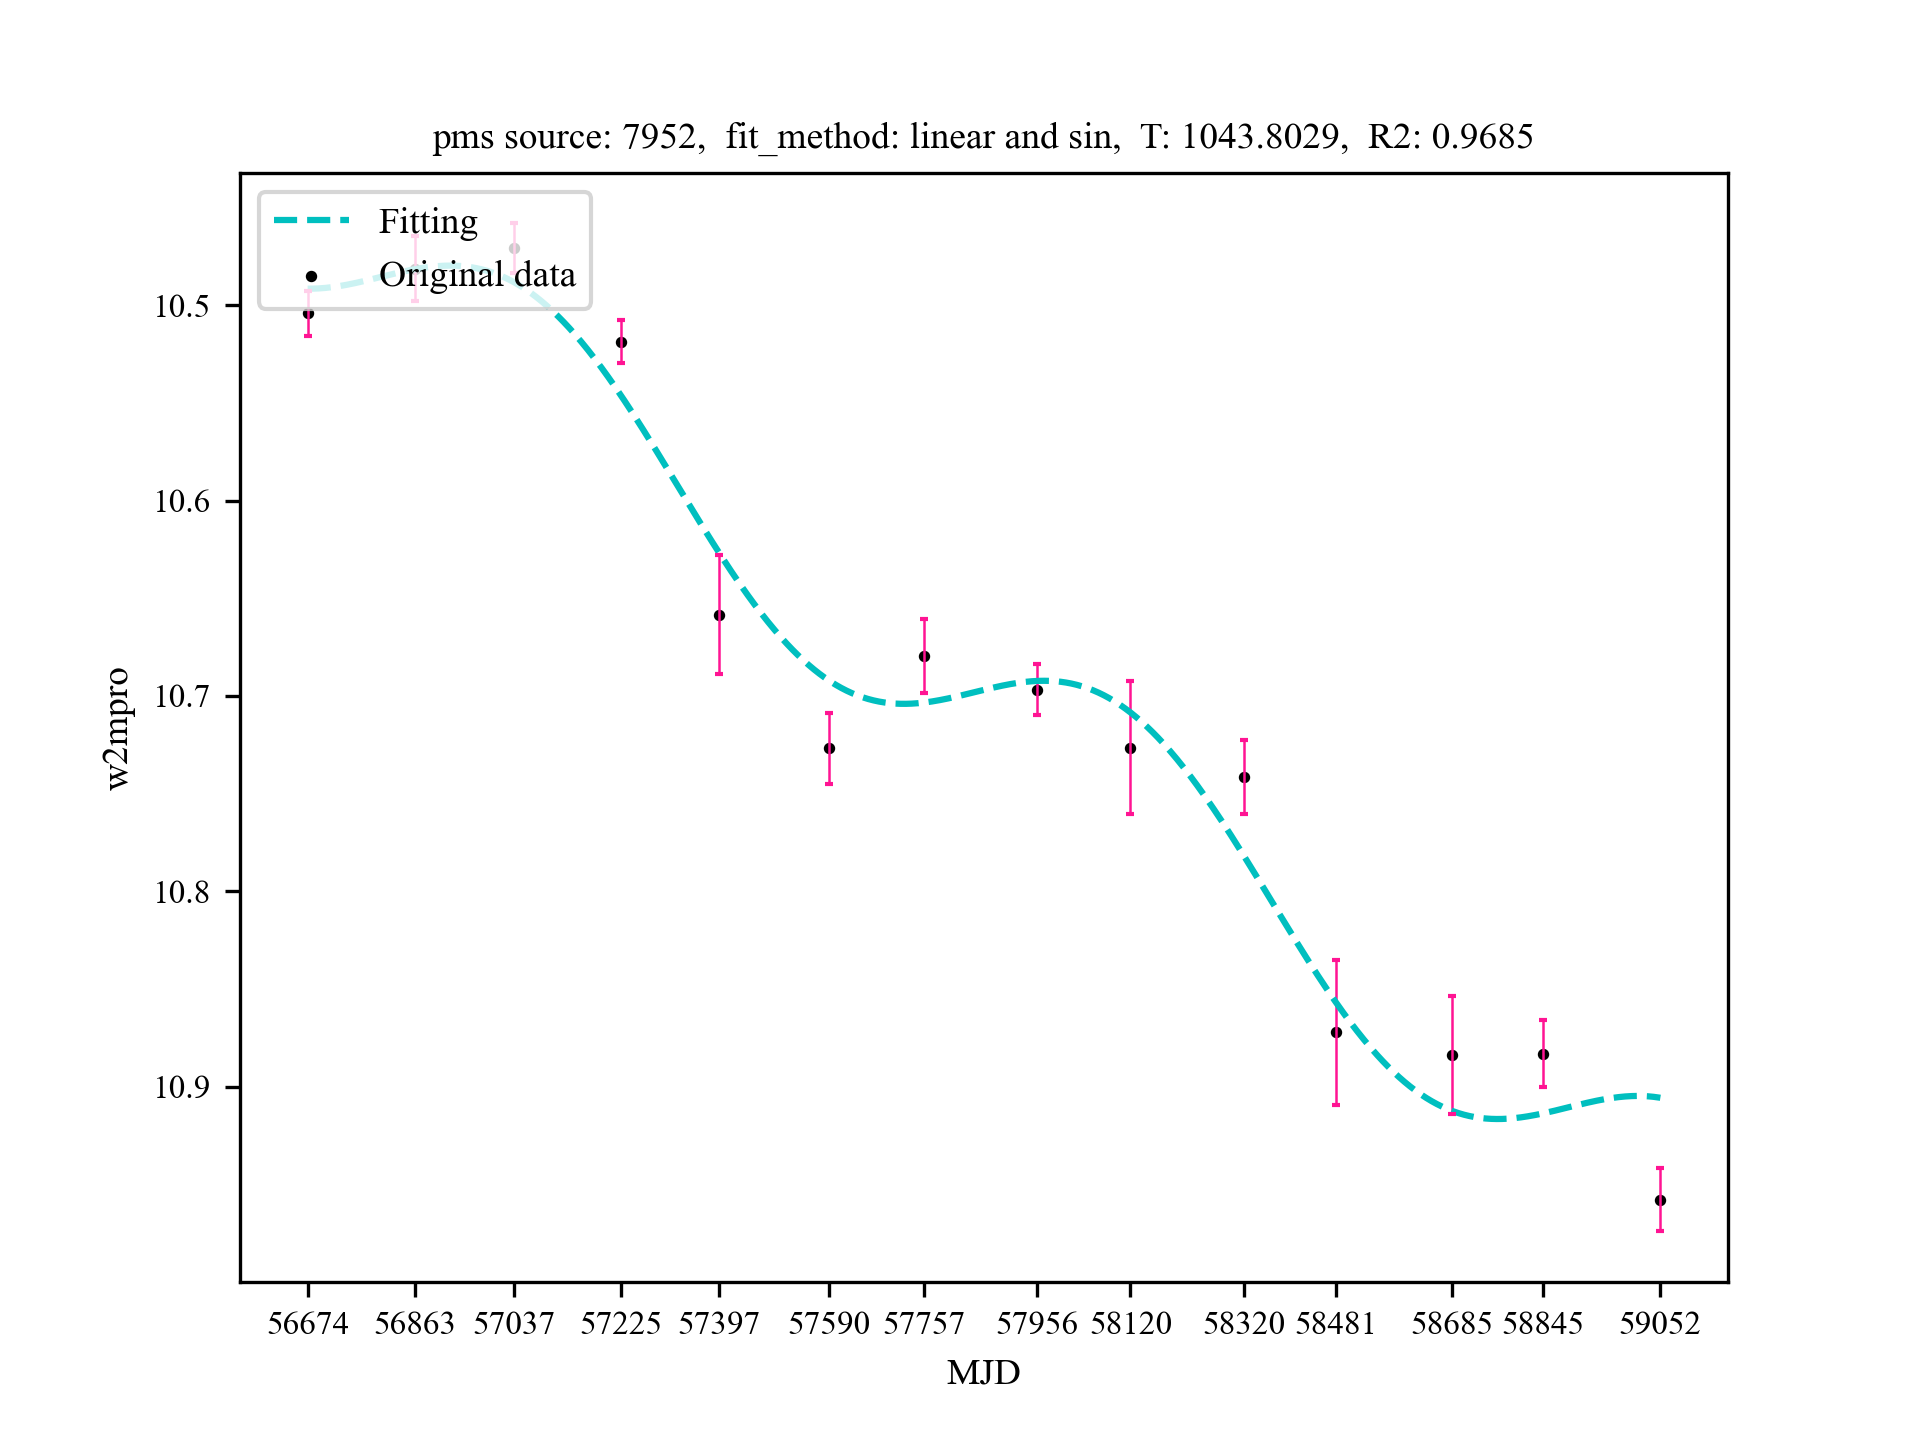 pms source: 7952,  fit_method: linear and sin,  T: 1043.8029,  R2: 0.9685
Fitting
Original data
10.5
10.6
10.7
10.8
10.9
w2mpro
56674 56863 57037 57225 57397 57590 57757 57956 58120 58320 58481 58685 58845 59052
MJD